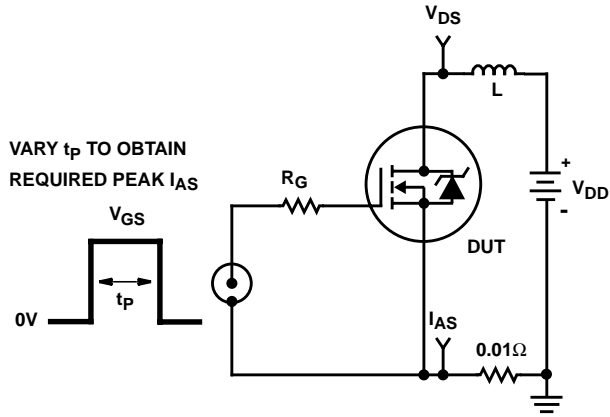 VDS
L
VARY tP TO OBTAIN
REQUIRED PEAK IAS
RG
+
VDD
-
VGS
DUT
tP
0V
IAS
0.01Ω